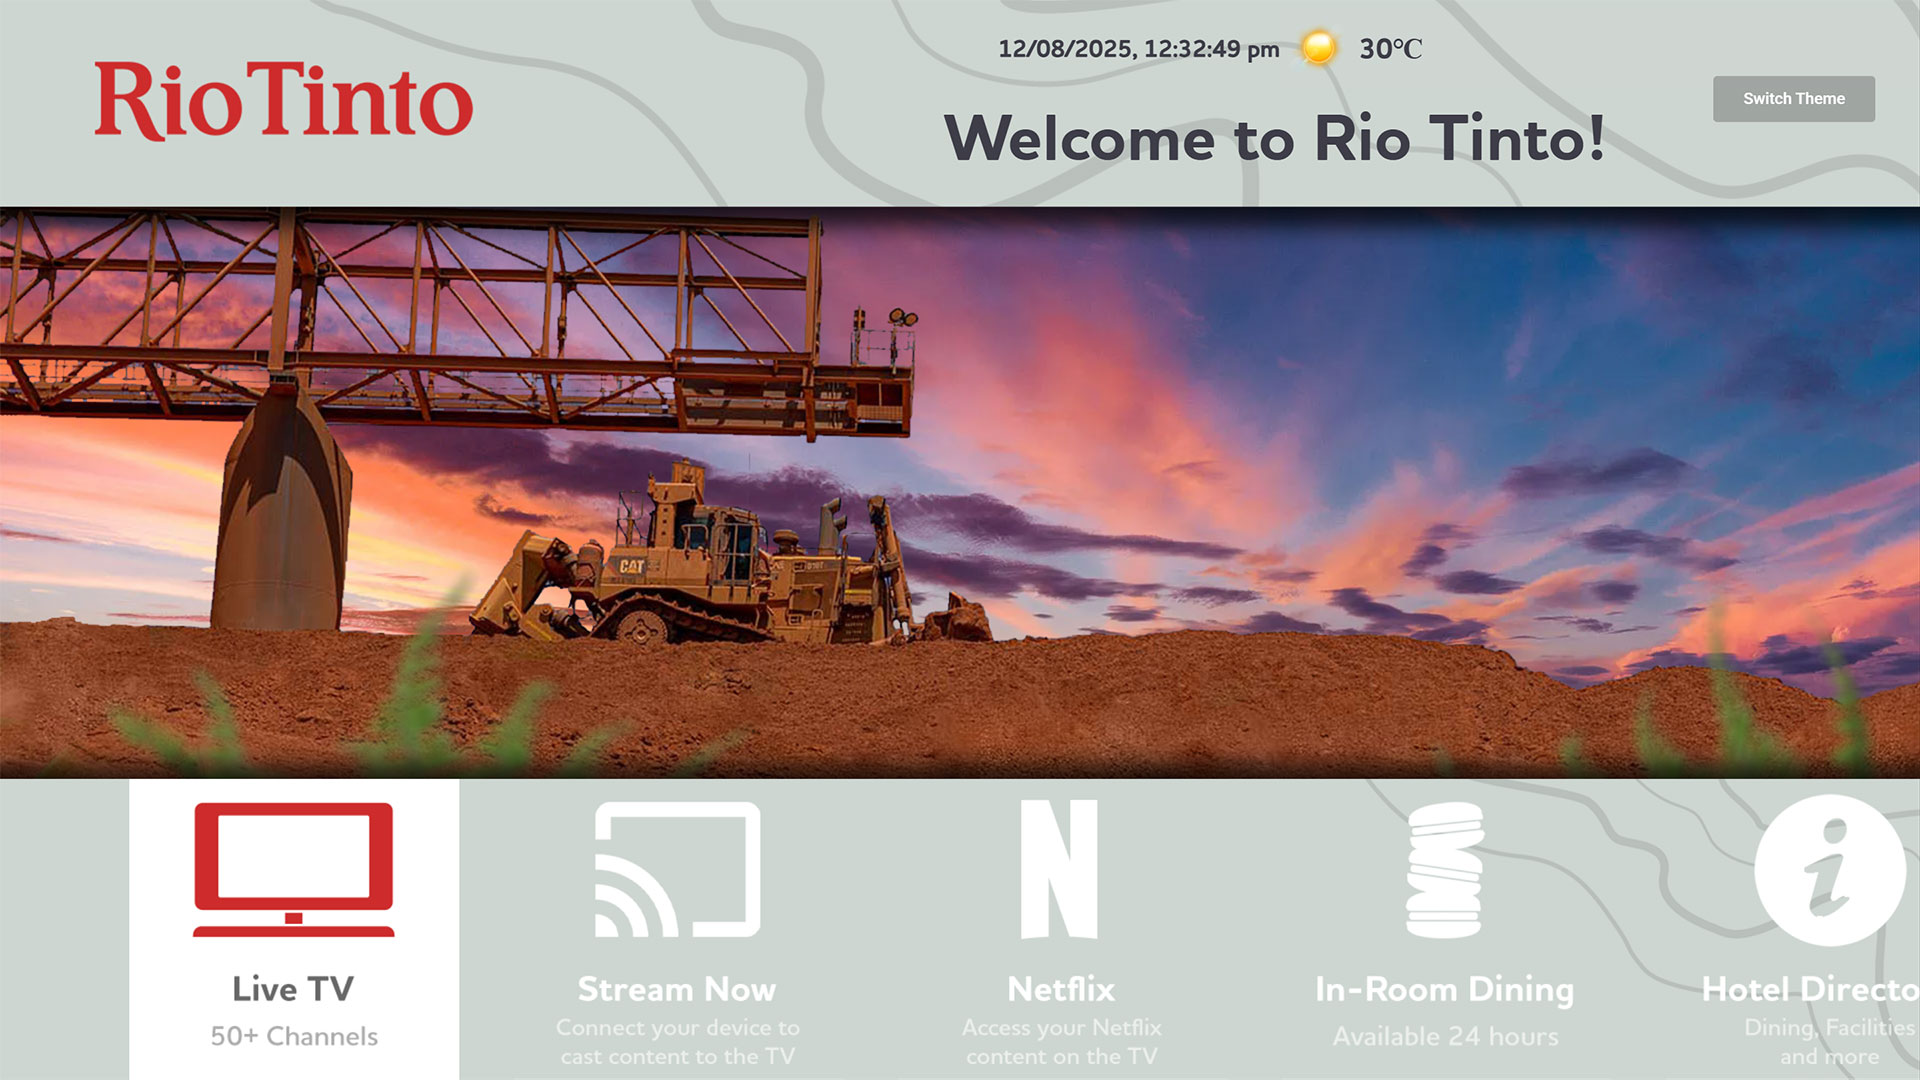 RioTinto
12/08/2025, 12:32:49 pm 30°C
Welcome to Rio Tinto!
Switch Theme
CAT
Live TV
50+ Channels
Stream Now
Connect your device to
cast content to the TV
Netflix
Access your Netflix
content on the TV
In-Room Dining
Available 24 hours
Hotel Directo
Dining, Facilities
and more